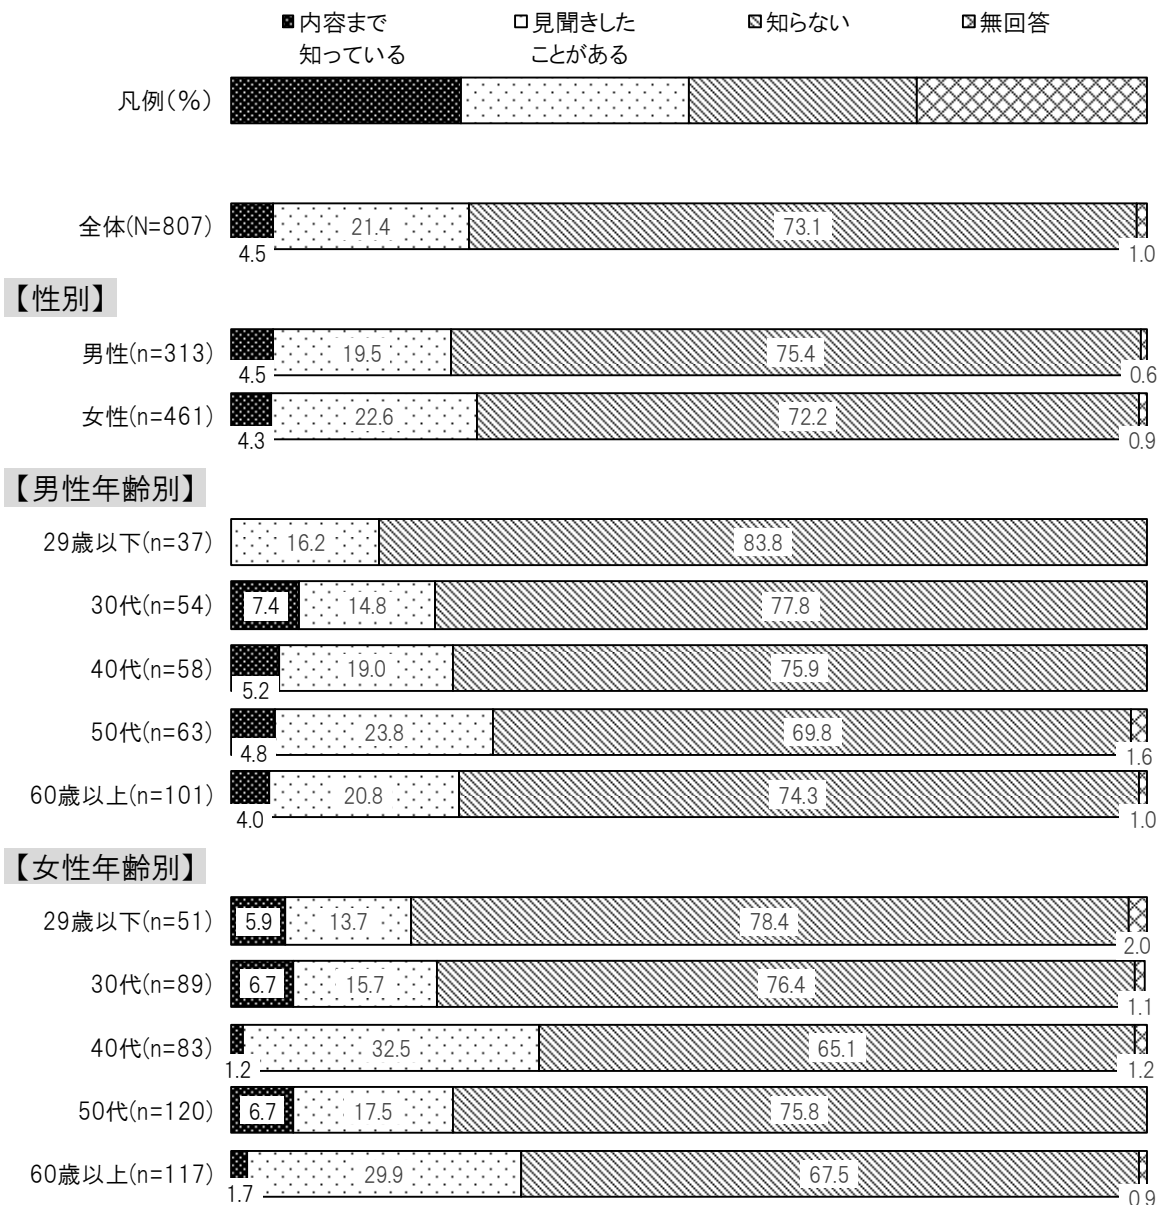 内容まで 見聞きした 知らない 無回答
知っている ことがある
凡例(%)
全体(N=807) 21.4 73.1
4.5 1.0
【性別】
男性(n=313) 19.5 75.4
4.5 0.6
女性(n=461) 22.6 72.2
4.3 0.9
【男性年齢別】
29歳以下(n=37) 16.2 83.8
30代(n=54) 7.4 14.8 77.8
40代(n=58) 19.0 75.9
5.2
50代(n=63) 23.8 69.8
4.8 1.6
60歳以上(n=101) 20.8 74.3
4.0 1.0
【女性年齢別】
29歳以下(n=51) 5.9 13.7 78.4
2.0
30代(n=89) 6.7 15.7 76.4
1.1
40代(n=83) 32.5 65.1
1.2 1.2
50代(n=120) 6.7 17.5 75.8
60歳以上(n=117) 29.9 67.5
1.7 0.9